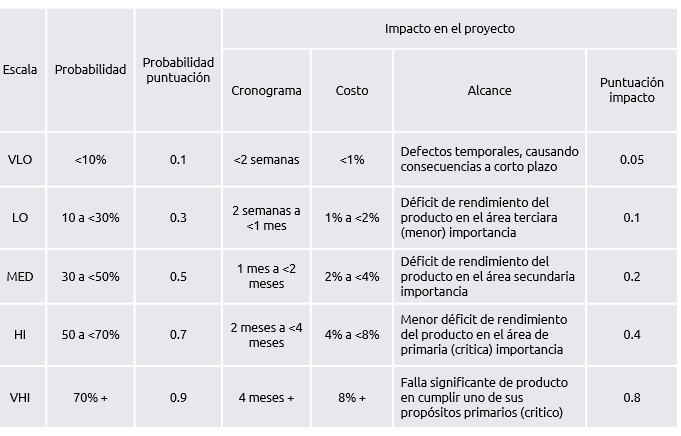 Escala
Probabilidad
Probabilidad
puntuación
Impacto en el proyecto
Cronograma
Costo
Alcance
Puntuación
impacto
VLO
<10%
0.1
<2 semanas
<1%
Defectos temporales, causando
consecuencias a corto plazo
0.05
LO
10 a <30%
0.3
2 semanas a
<1 mes
1% a <2%
Déficit de rendimiento del
producto en el área terciara
(menor) importancia
0.1
MED
30 a <50%
0.5
1 mes a <2
meses
2% a <4%
Déficit de rendimiento del
producto en el área secundaria
importancia
0.2
HI
50 a <70%
0.7
2 meses a <4
meses
4% a <8%
Menor déficit de rendimiento
del producto en el área de
primaria (critica) importancia
0.4
VHI
70% +
0.9
4 meses +
8% +
Falla significante de producto
en cumplir uno de sus
propósitos primarios (critico)
0.8